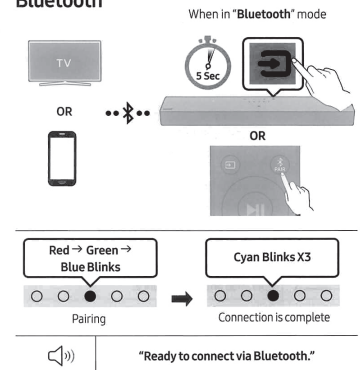 Bluetooth
When in "Bluetooth" mode
TV
5 Sec
OR
OR
PAIR
Red → Green →
Blue Blinks
Cyan Blinks X3
Pairing
Connection is complete
"Ready to connect via Bluetooth."